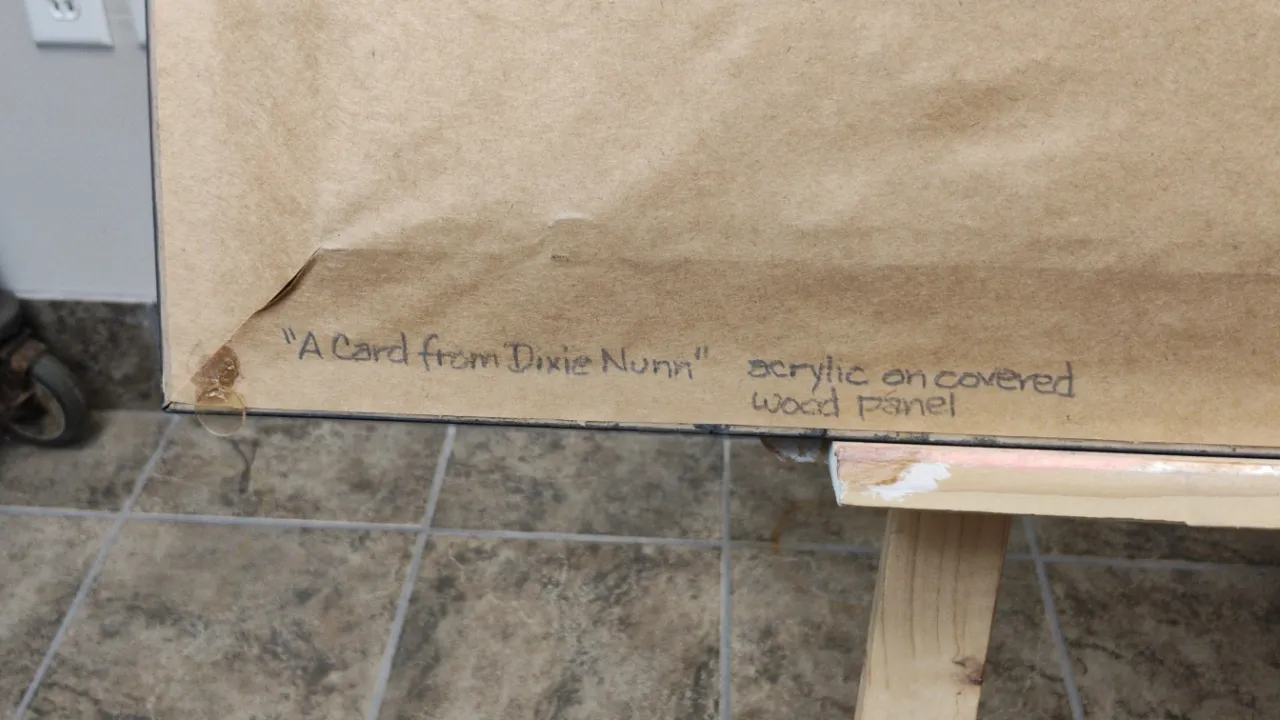 "A Card from Dixie Nunn" acrylic on covered
wood panel